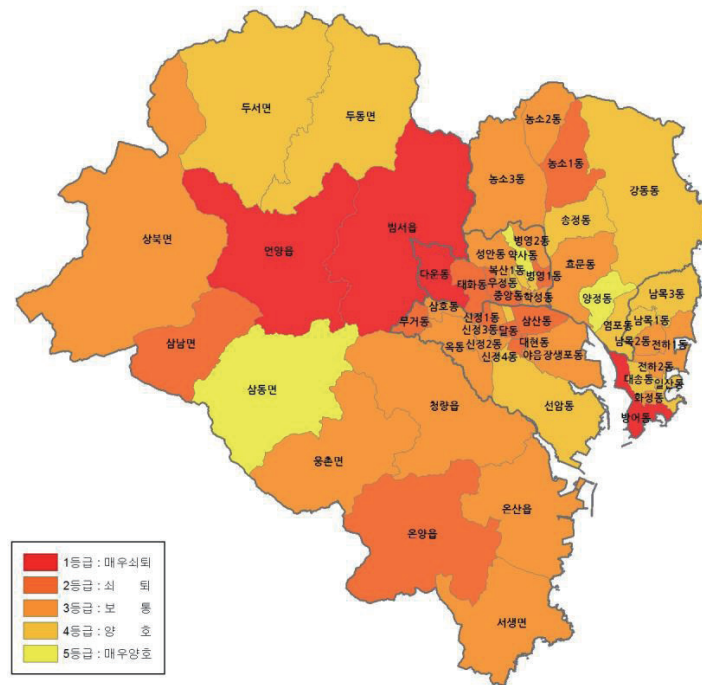 두서면
두동면
농소2동
농소1동
강동동
농소3동
송정동
상북면
언양읍
범서읍
병영2동
성안동 약사동
다운동
복산1동
효문동
태화동
우정동
병영1동
중앙동 학성동
양정동
남목3동
삼호동
무거동
신정1동
삼산동
염포동
남목1동
신정3동 달동
대현동
남목2동
전하1동
삼남면
옥동
신정2동
야음장생포동
신정4동
전하2동
삼동면
대송동
일산동
청량읍
선암동
화정동
방어동
웅촌면
온산읍
온양읍
서생면
1등급 : 매우쇠퇴
2등급 : 쇠 퇴
3등급 : 보 통
4등급 : 양 호
5등급 : 매우양호